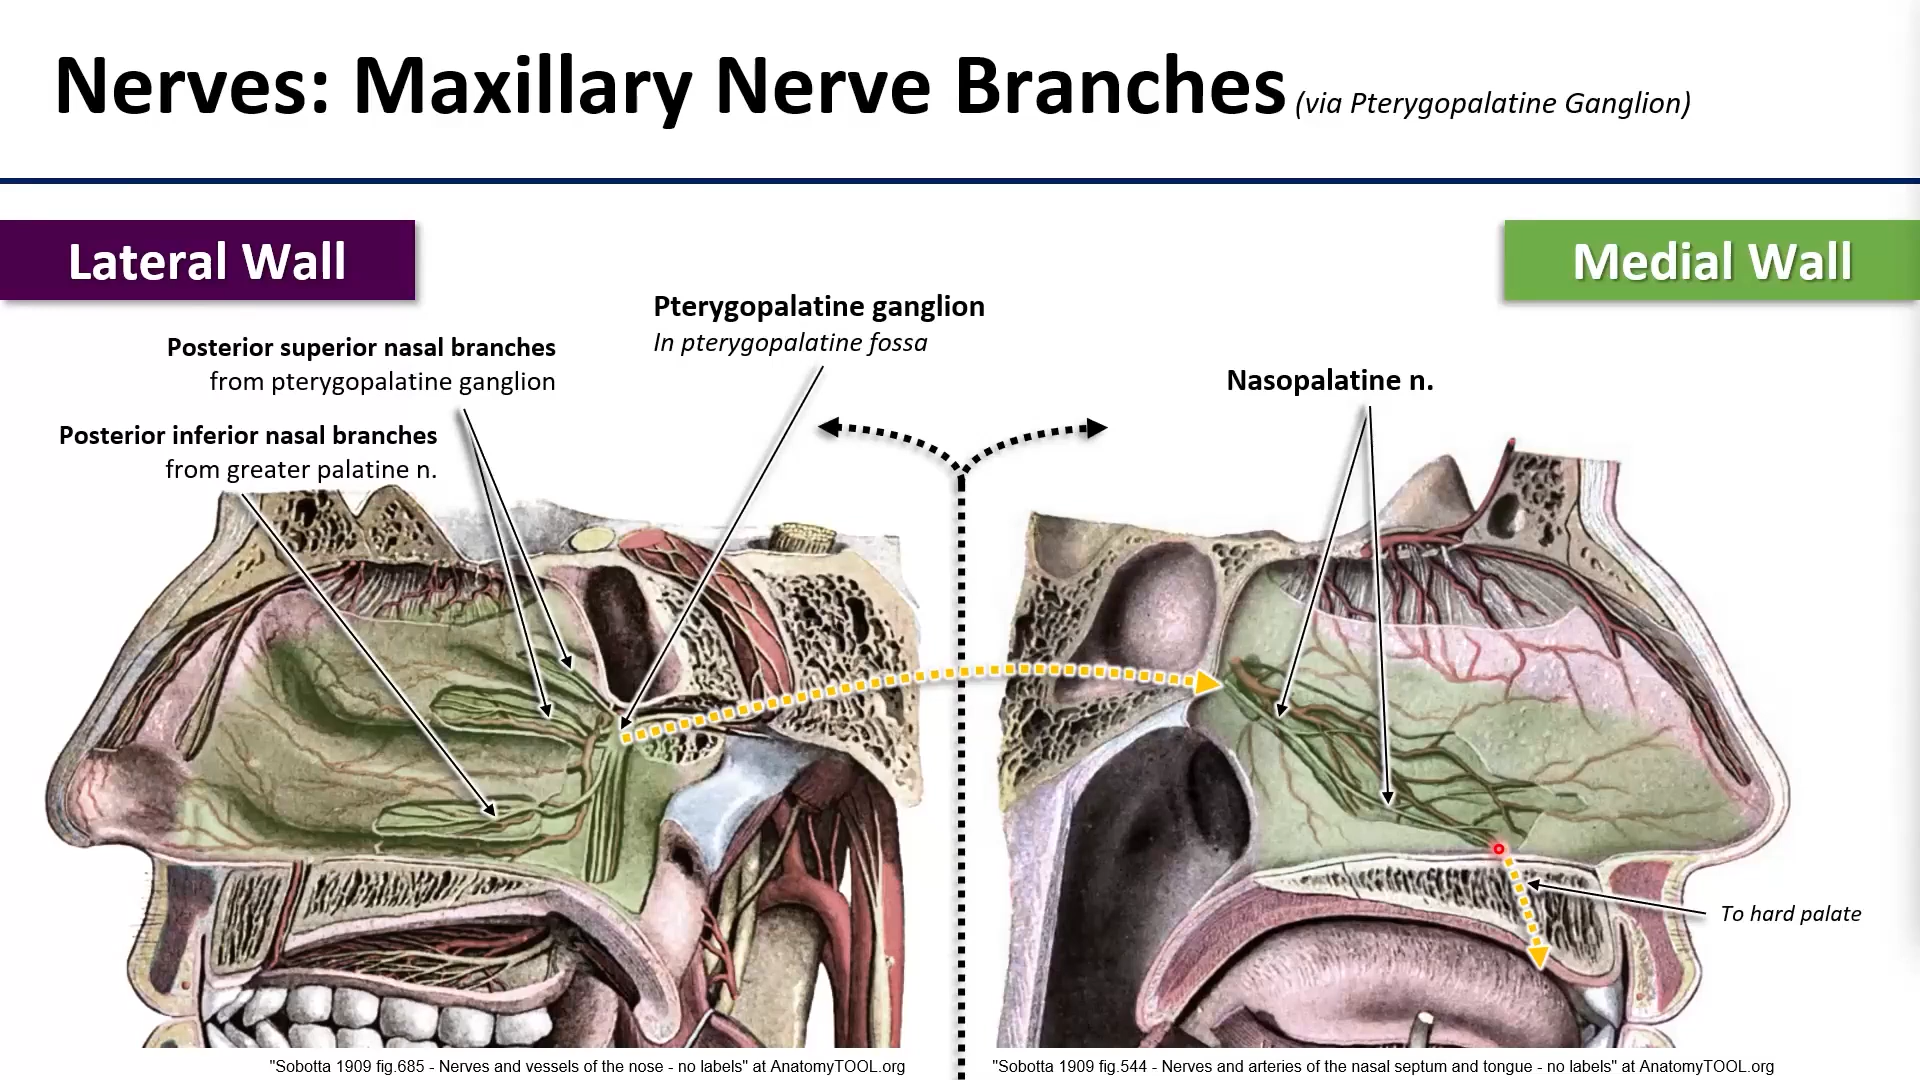 Nerves: Maxillary Nerve Branches (via Pterygopalatine Ganglion)
Lateral Wall
Medial Wall
Pterygopalatine ganglion
In pterygopalatine fossa
Posterior superior nasal branches
from pterygopalatine ganglion
Posterior inferior nasal branches
from greater palatine n.
Nasopalatine n.
To hard palate
"Sobotta 1909 fig.685 - Nerves and vessels of the nose - no labels" at AnatomyTOOL.org
"Sobotta 1909 fig.544 - Nerves and arteries of the nasal septum and tongue - no labels" at AnatomyTOOL.org